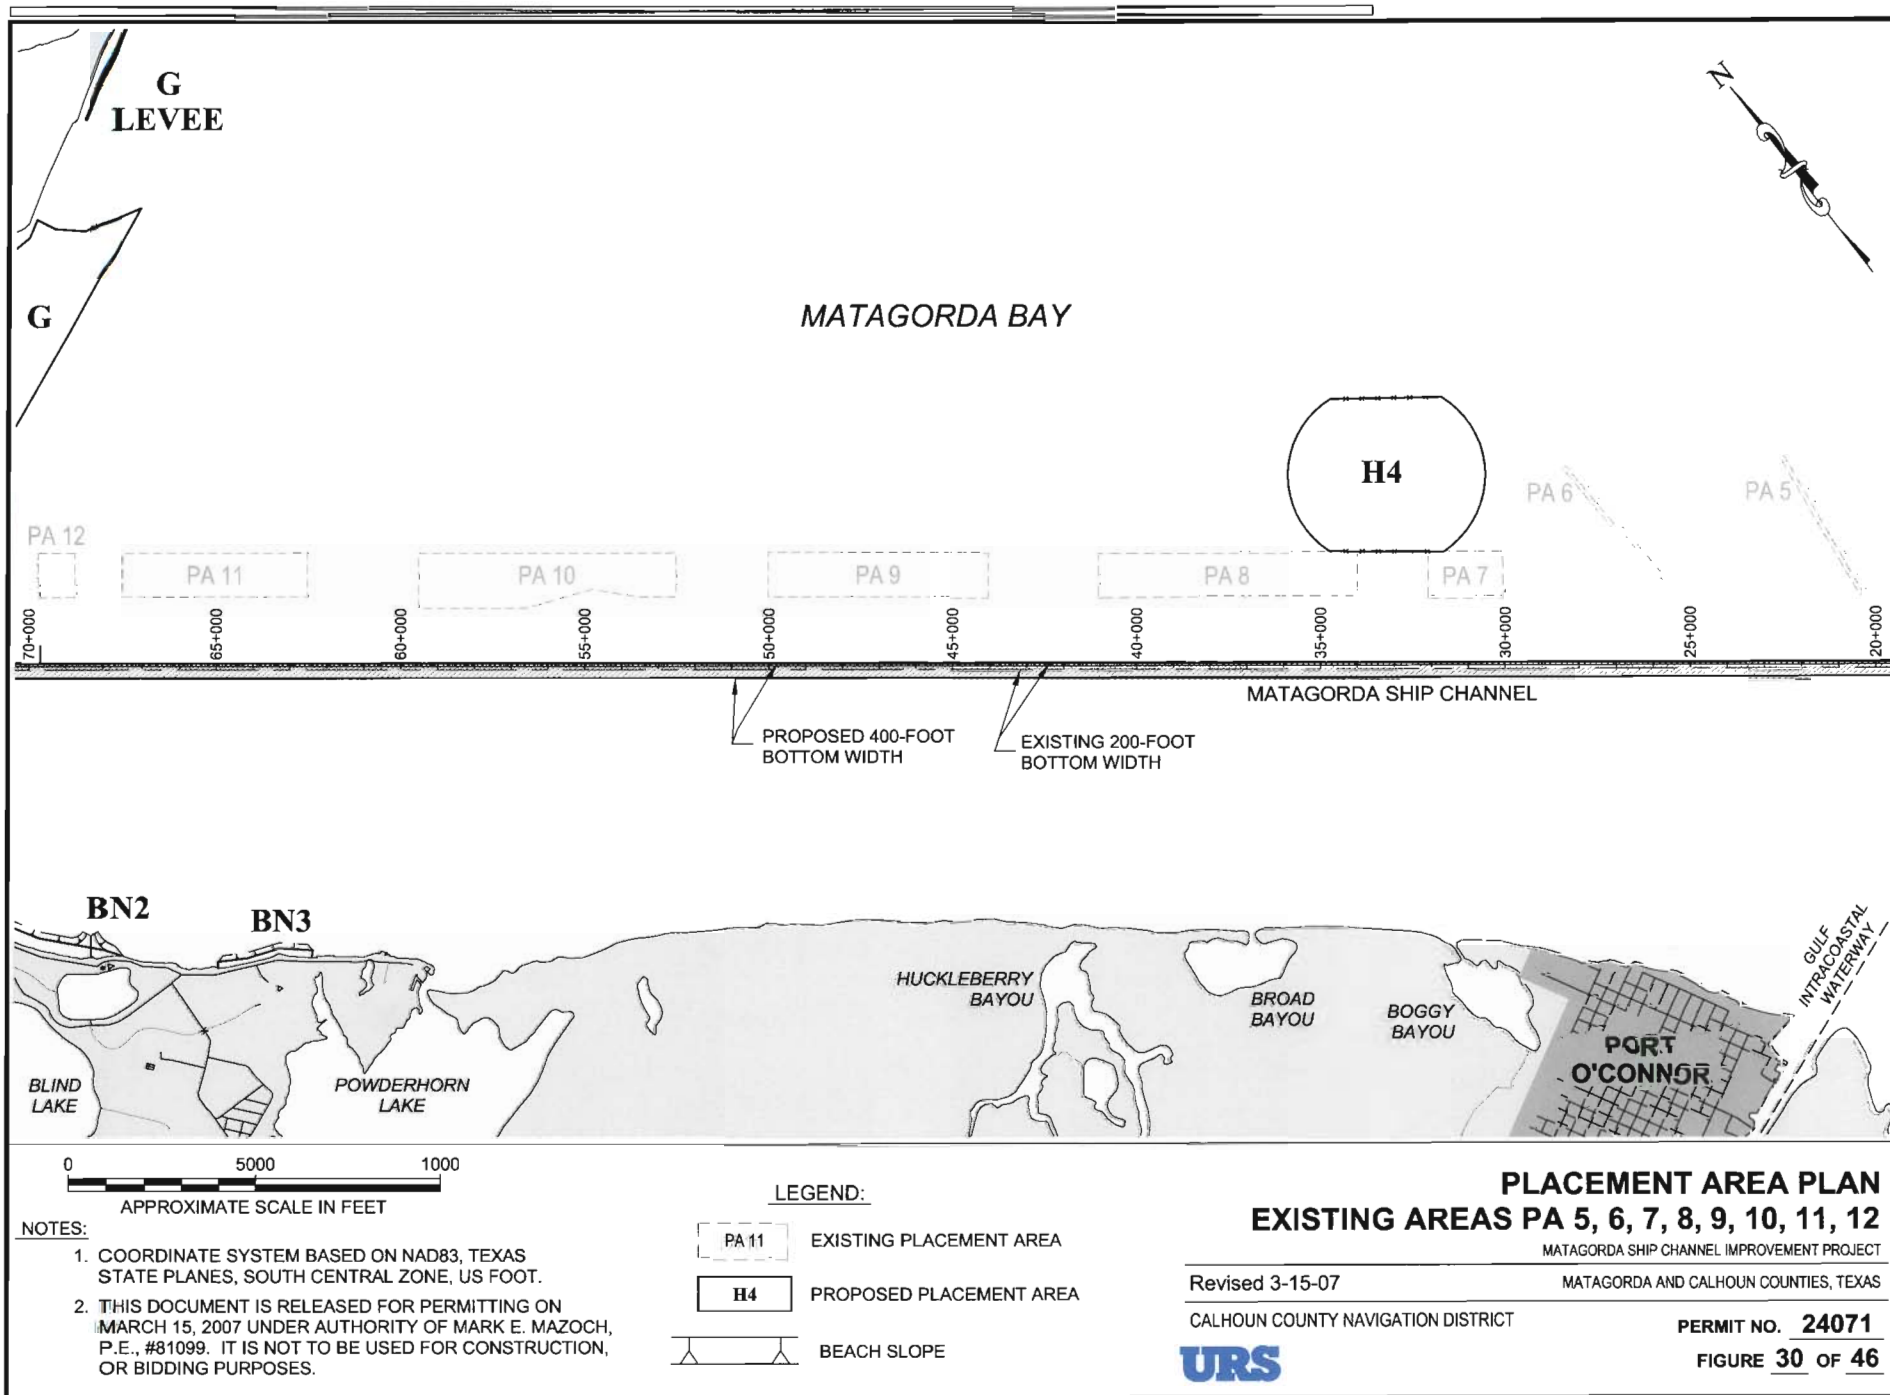 G
LEVEE
N
G
MATAGORDA BAY
H4
PA 6
PA 5
PA 12
PA 11
PA 10
PA 9
PA 8
PA 7
70+000
65+000
60+000
55+000
50+000
45+000
40+000
35+000
30+000
25+000
20+000
MATAGORDA SHIP CHANNEL
PROPOSED 400-FOOT
BOTTOM WIDTH
EXISTING 200-FOOT
BOTTOM WIDTH
BN2
BN3
HUCKLEBERRY
BAYOU
BROAD
BAYOU
BOGGY
BAYOU
GULF
INTRACOASTAL
WATERWAY
PORT
O'CONNOR
BLIND
LAKE
POWDERHORN
LAKE
0 5000 1000
APPROXIMATE SCALE IN FEET
NOTES:
1. COORDINATE SYSTEM BASED ON NAD83, TEXAS
STATE PLANES, SOUTH CENTRAL ZONE, US FOOT.
2. THIS DOCUMENT IS RELEASED FOR PERMITTING ON
MARCH 15, 2007 UNDER AUTHORITY OF MARK E. MAZOCH,
P.E., #81099. IT IS NOT TO BE USED FOR CONSTRUCTION,
OR BIDDING PURPOSES.
LEGEND:
PA 11 EXISTING PLACEMENT AREA
H4 PROPOSED PLACEMENT AREA
BEACH SLOPE
PLACEMENT AREA PLAN
EXISTING AREAS PA 5, 6, 7, 8, 9, 10, 11, 12
MATAGORDA SHIP CHANNEL IMPROVEMENT PROJECT
Revised 3-15-07
MATAGORDA AND CALHOUN COUNTIES, TEXAS
CALHOUN COUNTY NAVIGATION DISTRICT
PERMIT NO. 24071
URS
FIGURE 30 OF 46